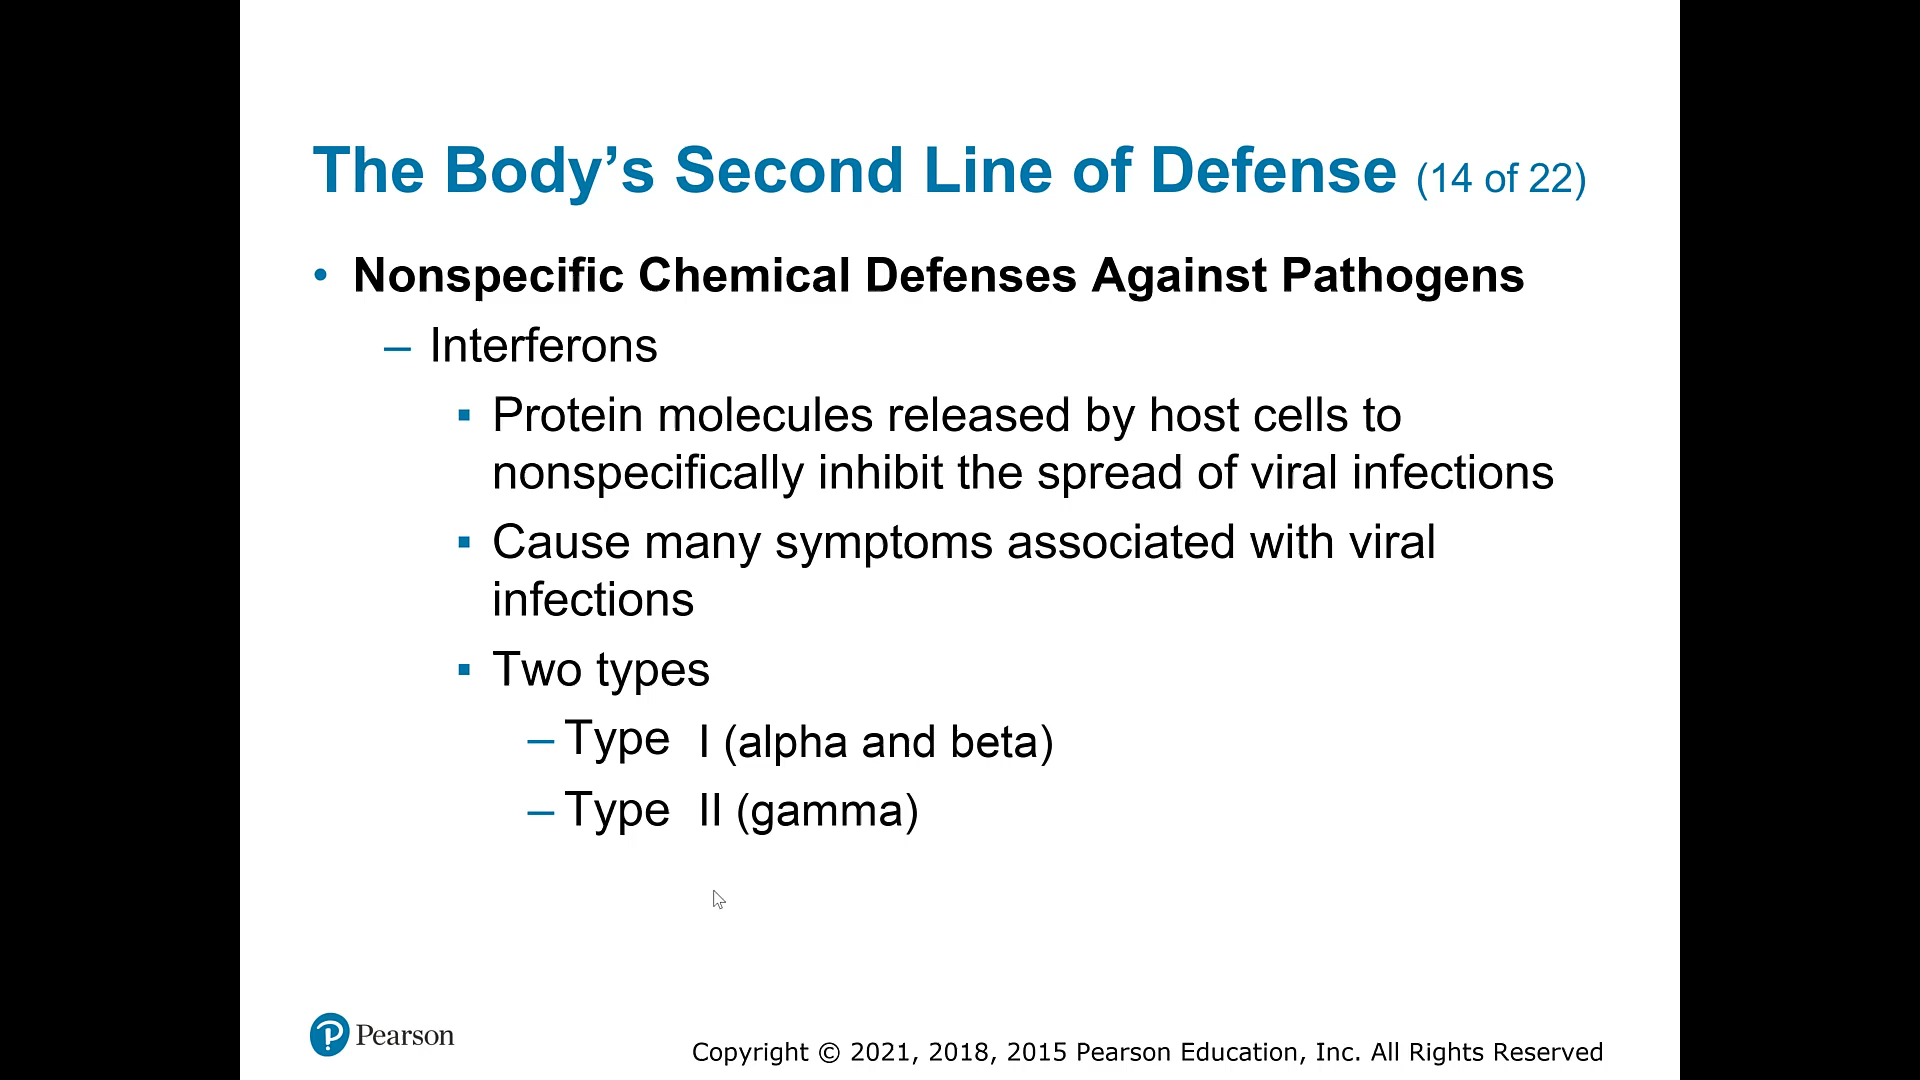 The Body’s Second Line of Defense (14 of 22)
• Nonspecific Chemical Defenses Against Pathogens
– Interferons
▪ Protein molecules released by host cells to
nonspecifically inhibit the spread of viral infections
▪ Cause many symptoms associated with viral
infections
▪ Two types
– Type I (alpha and beta)
– Type II (gamma)
Pearson
Copyright © 2021, 2018, 2015 Pearson Education, Inc. All Rights Reserved